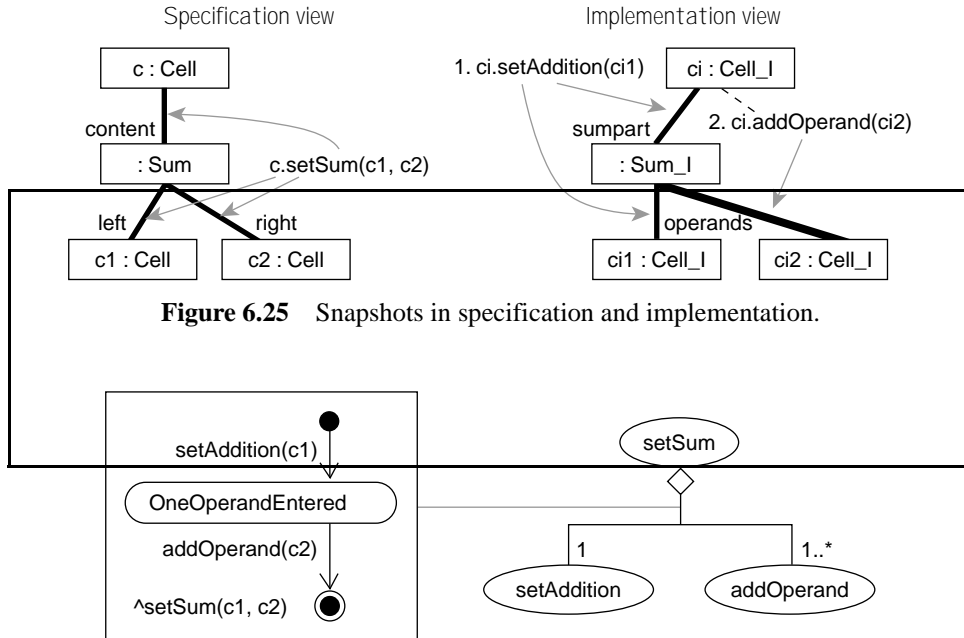 Specification view
Implementation view
c : Cell
1. ci.setAddition(ci1)
ci : Cell_I
content
sumpart
2. ci.addOperand(ci2)
: Sum
c.setSum(c1, c2)
: Sum_I
left
right
operands
c1 : Cell
c2 : Cell
ci1 : Cell_I
ci2 : Cell_I
Figure 6.25 Snapshots in specification and implementation.
setAddition(c1)
setSum
OneOperandEntered
addOperand(c2)
1
1..*
setAddition
addOperand
^setSum(c1, c2)